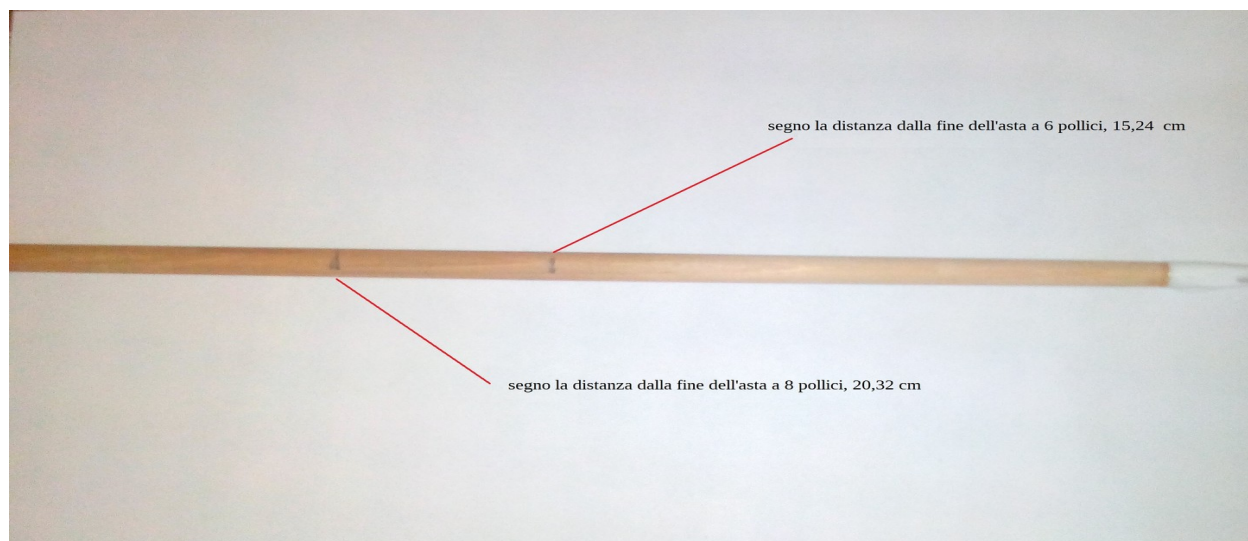 segno la distanza dalla fine dell'asta a 6 pollici, 15,24 cm
segno la distanza dalla fine dell'asta a 8 pollici, 20,32 cm